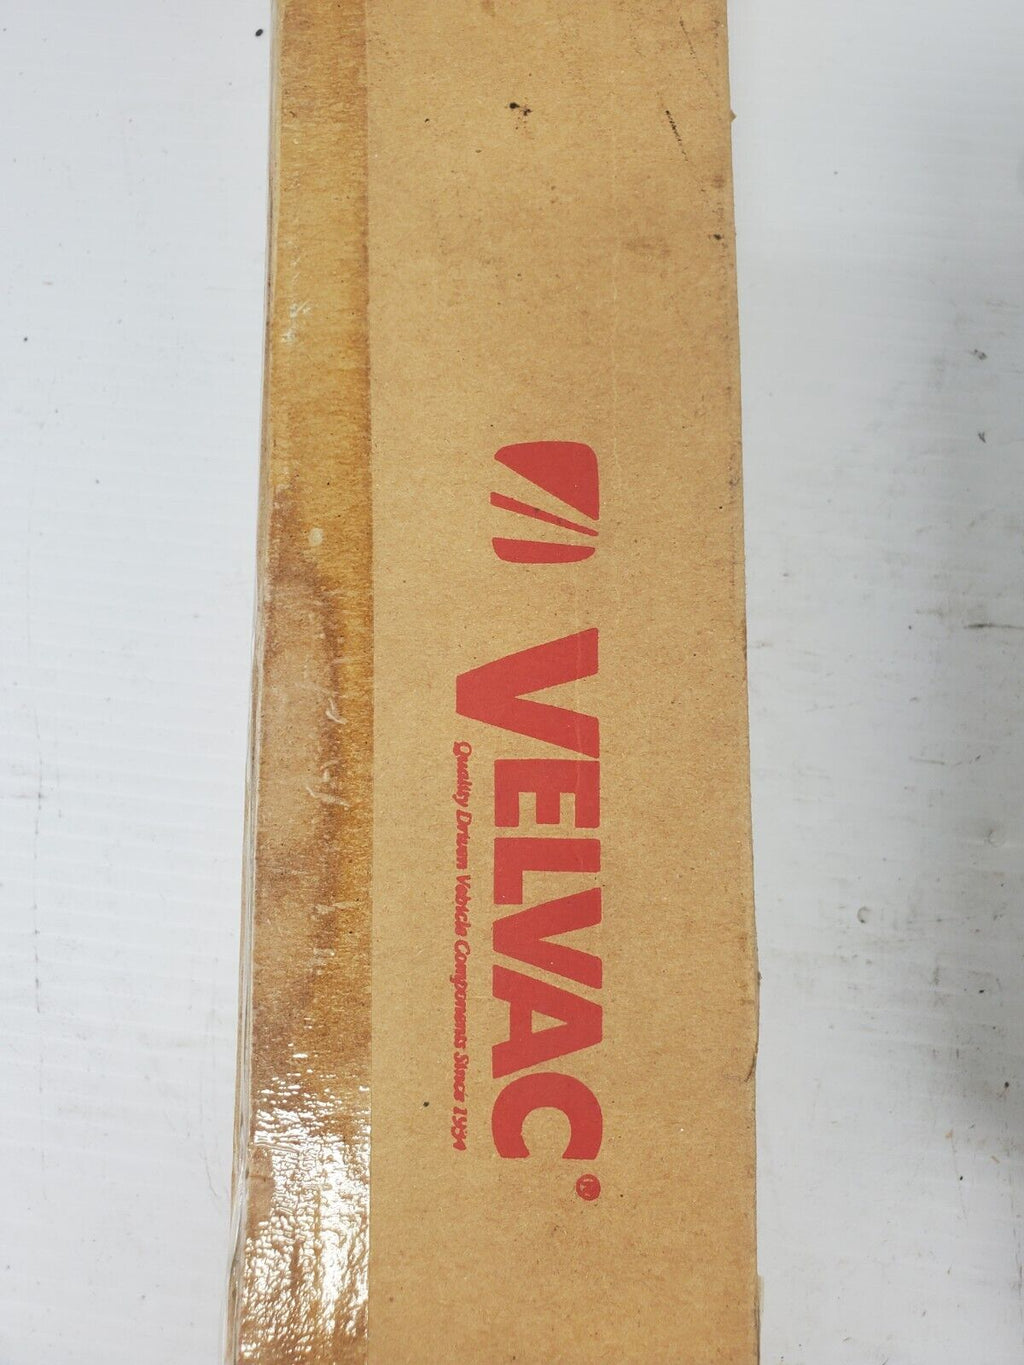 VELVAC®
Quality Driven Vehicle Components Since 1934